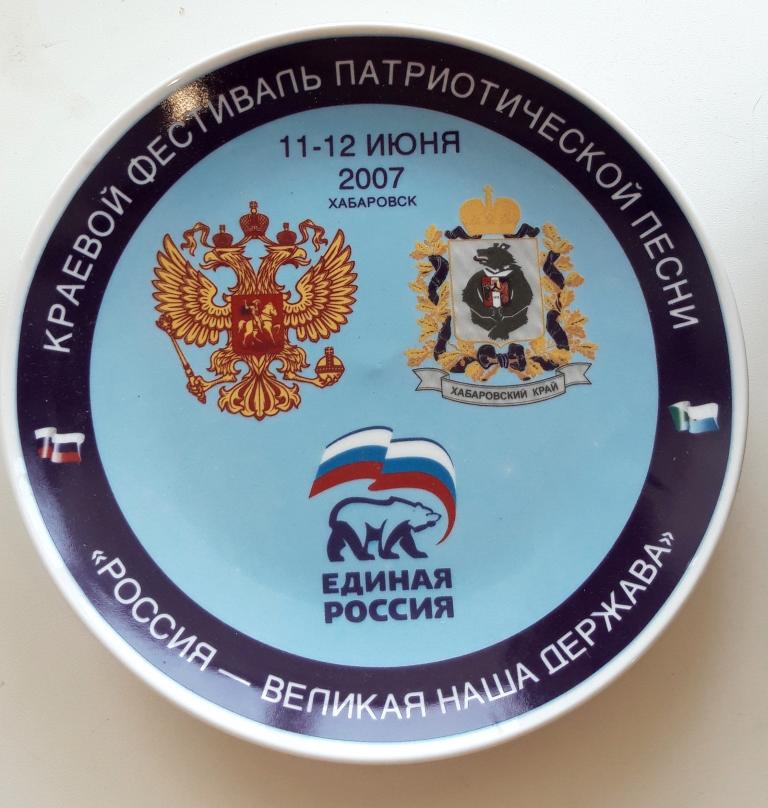 КРАЕВОЙ ФЕСТИВАЛЬ ПАТРИОТИЧЕСКОЙ ПЕСНИ
11-12 ИЮНЯ
2007
ХАБАРОВСК
ХАБАРОВСКИЙ КРАЙ
ЕДИНАЯ
РОССИЯ
«РОССИЯ — ВЕЛИКАЯ НАША ДЕРЖАВА»